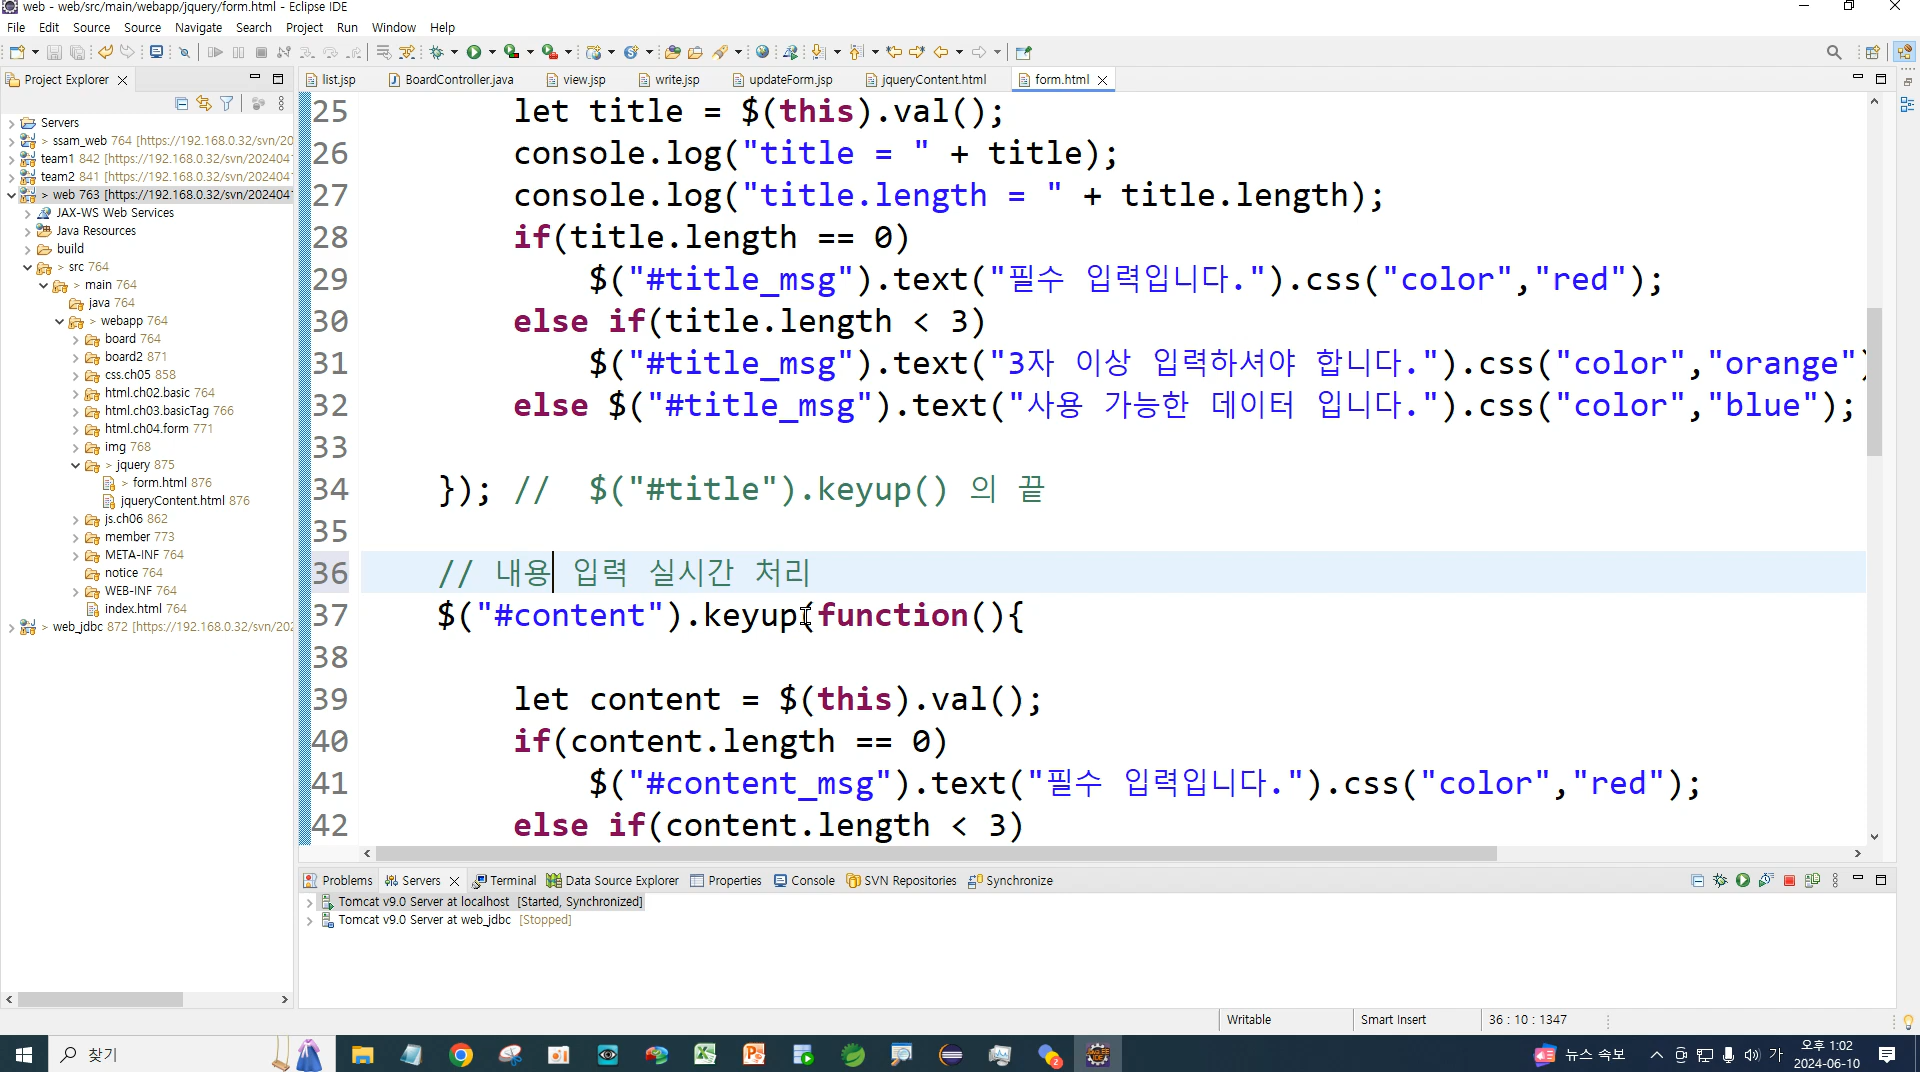 web - web/src/main/webapp/jquery/form.html - Eclipse IDE
File Edit Source Source Navigate Search Project Run Window Help
Project Explorer
list.jsp BoardController.java view.jsp write.jsp updateForm.jsp jqueryContent.html form.html
Servers
> ssam_web 764 [https://192.168.0.32/svn/20
team1 842 [https://192.168.0.32/svn/202404
team2 841 [https://192.168.0.32/svn/202404
> web 763 [https://192.168.0.32/svn/202404
JAX-WS Web Services
Java Resources
build
> src 764
> main 764
java 764
> webapp 764
board 764
board2 871
css.ch05 858
html.ch02.basic 764
html.ch03.basicTag 766
html.ch04.form 771
img 768
> jquery 875
> form.html 876
jqueryContent.html 876
js.ch06 862
member 773
META-INF 764
notice 764
WEB-INF 764
index.html 764
> web_jdbc 872 [https://192.168.0.32/svn/20
25 let title = $(this).val();
26 console.log("title = " + title);
27 console.log("title.length = " + title.length);
28 if(title.length == 0)
29 $("#title_msg").text("필수 입력입니다.").css("color","red");
30 else if(title.length < 3)
31 $("#title_msg").text("3자 이상 입력하셔야 합니다.").css("color","orange")
32 else $("#title_msg").text("사용 가능한 데이터 입니다.").css("color","blue");
33
34 }); // $("#title").keyup() 의 끝
35
36 // 내용 입력 실시간 처리
37 $("#content").keyup(function(){
38
39 let content = $(this).val();
40 if(content.length == 0)
41 $("#content_msg").text("필수 입력입니다.").css("color","red");
42 else if(content.length < 3)
Problems Servers Terminal Data Source Explorer Properties Console SVN Repositories Synchronize
Tomcat v9.0 Server at localhost [Started, Synchronized]
Tomcat v9.0 Server at web_jdbc [Stopped]
Writable Smart Insert 36 : 10 : 1347
찾기
뉴스 속보
가
오후 1:02
2024-06-10